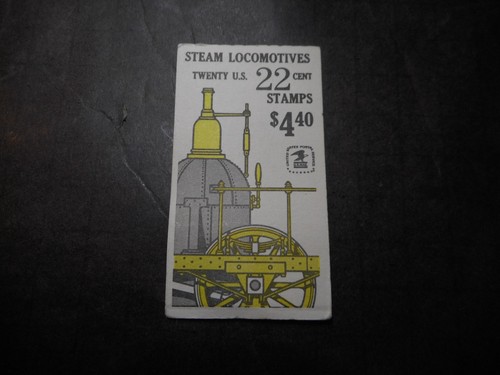 STEAM LOCOMOTIVES
TWENTY U.S. 22 CENT
STAMPS
$4.40